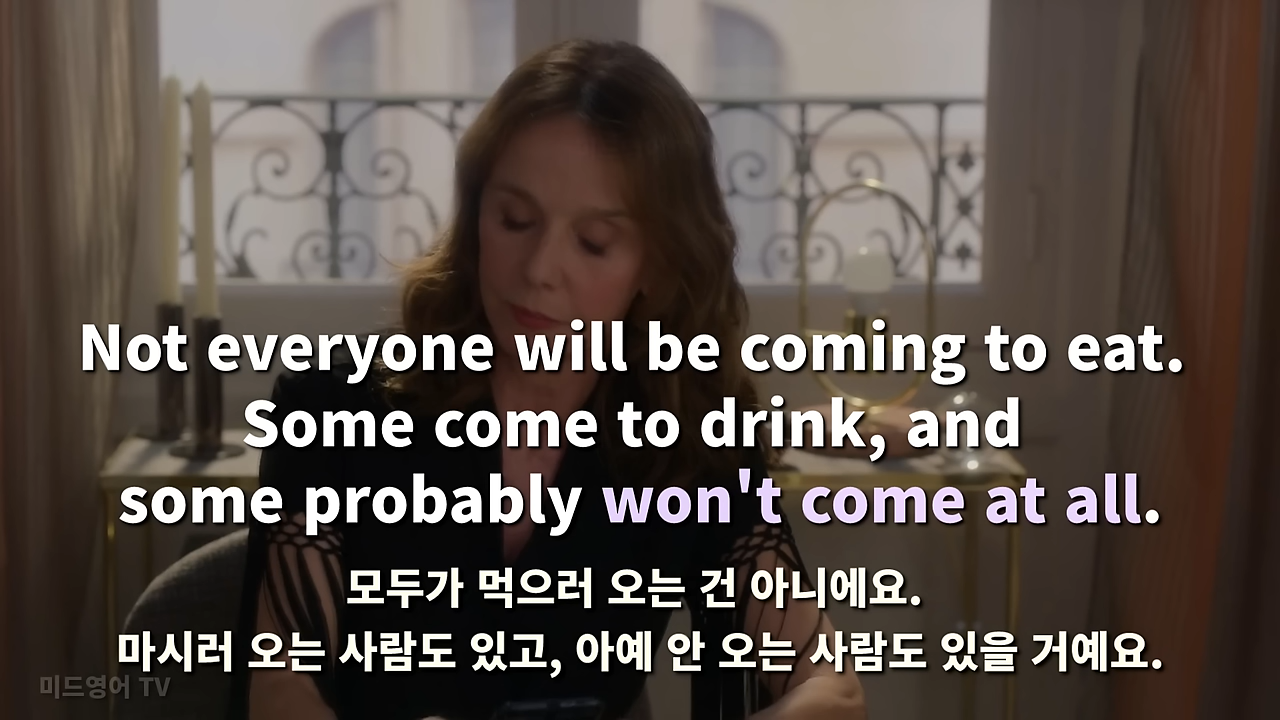 Not everyone will be coming to eat.
Some come to drink, and
some probably won't come at all.
모두가 먹으러 오는 건 아니에요.
마시러 오는 사람도 있고, 아예 안 오는 사람도 있을 거예요.
미드영어 TV